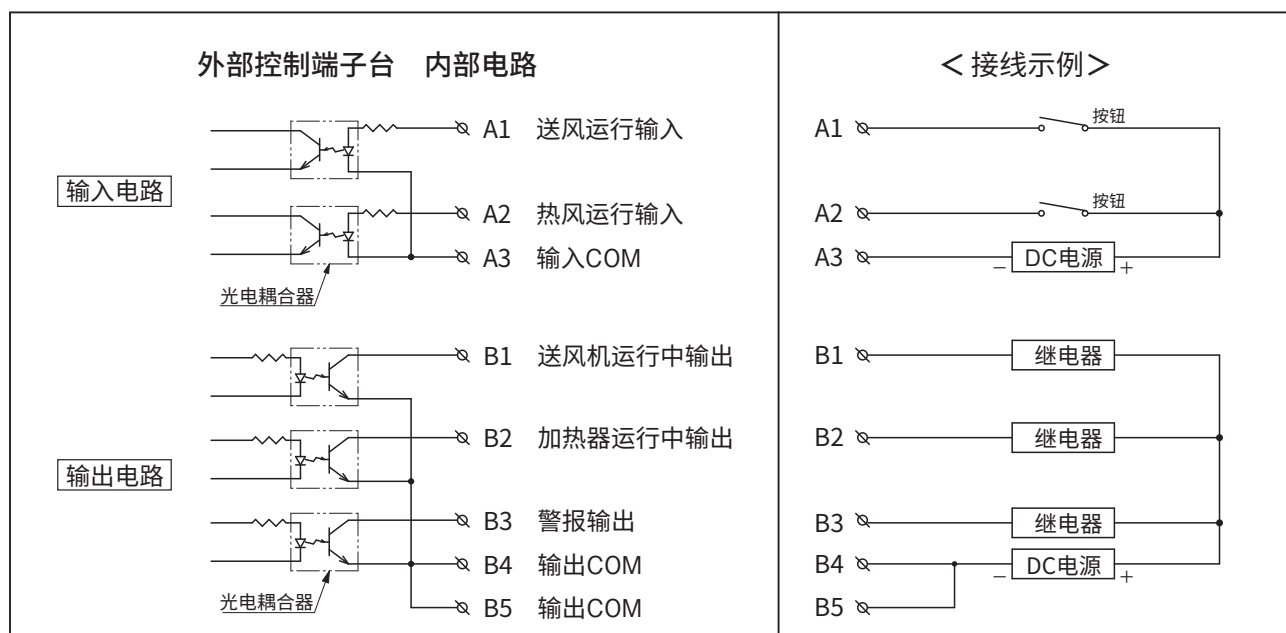 外部控制端子台 内部电路
A1 送风运行输入
输入电路
A2 热风运行输入
A3 输入COM
光电耦合器
B1 送风机运行中输出
B2 加热器运行中输出
输出电路
B3 警报输出
B4 输出COM
光电耦合器
B5 输出COM
＜接线示例＞
A1 按钮
A2 按钮
A3 − DC电源 +
B1 继电器
B2 继电器
B3 继电器
B4 − DC电源 +
B5